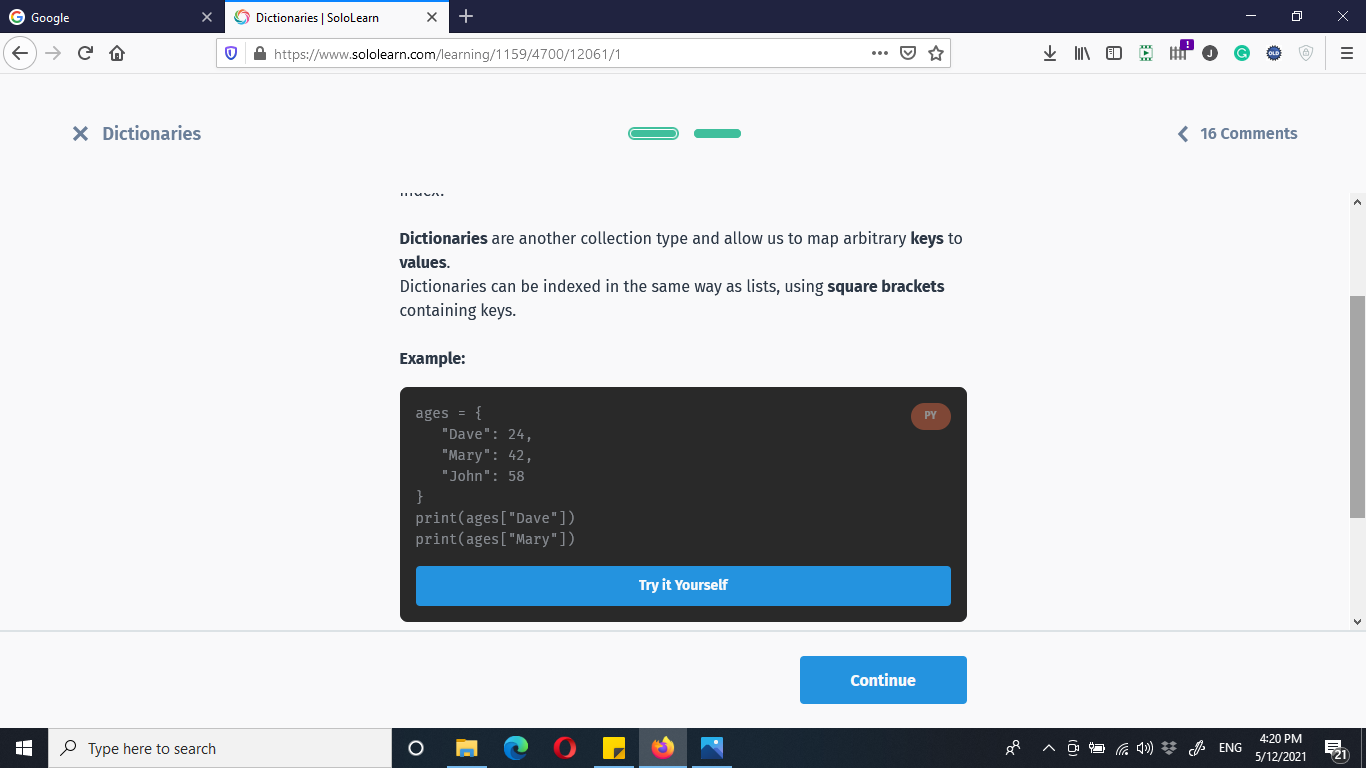 Google
Dictionaries | SoloLearn
https://www.sololearn.com/learning/1159/4700/12061/1
Dictionaries
16 Comments
Dictionaries are another collection type and allow us to map arbitrary keys to
values.
Dictionaries can be indexed in the same way as lists, using square brackets
containing keys.
Example:
PY
ages = {
"Dave": 24,
"Mary": 42,
"John": 58
}
print(ages["Dave"])
print(ages["Mary"])
Try it Yourself
Continue
Type here to search
ENG
4:20 PM
5/12/2021
21